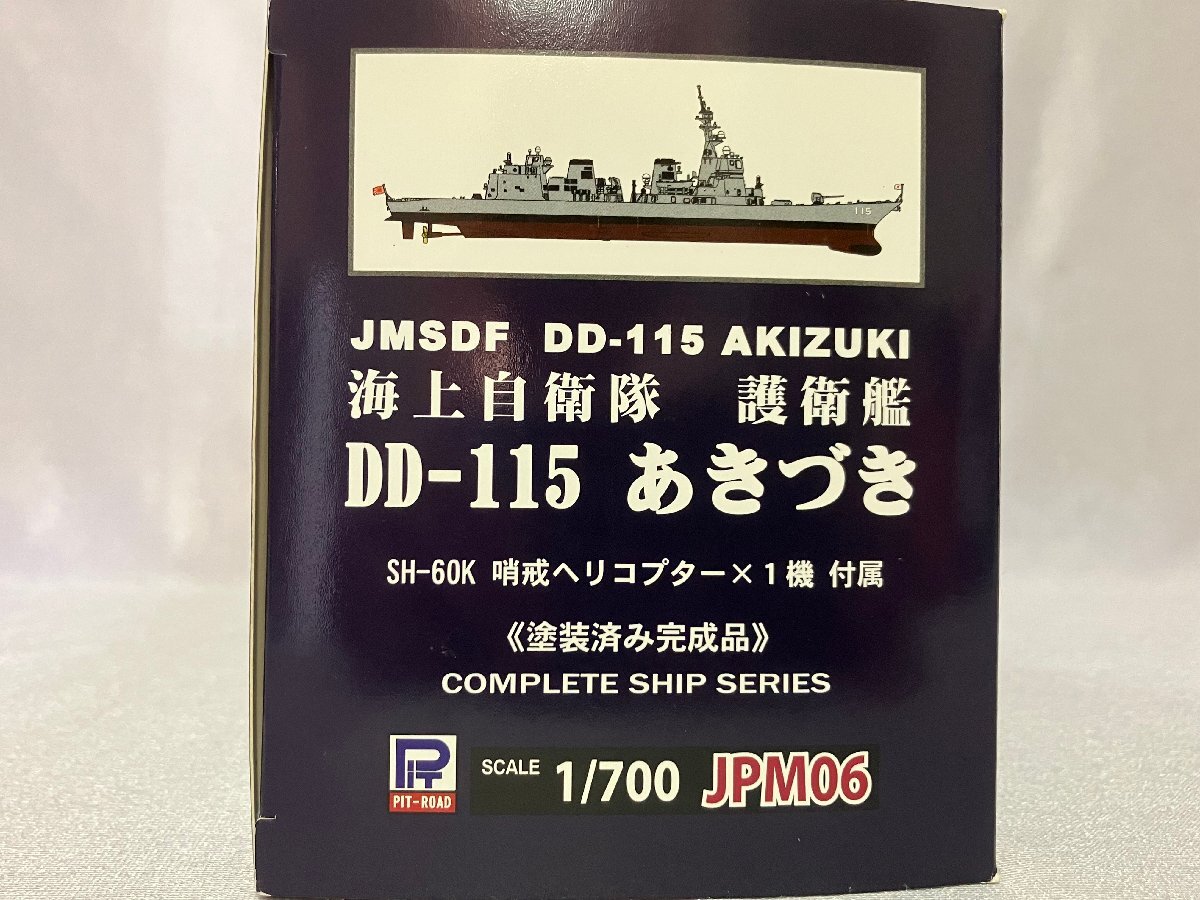 115
JMSDF DD-115 AKIZUKI
海上自衛隊 護衛艦
DD-115 あきづき
SH-60K 哨戒ヘリコプター×1機 付属
《塗装済み完成品》
COMPLETE SHIP SERIES
PIT
PIT-ROAD
SCALE 1/700 JPM06